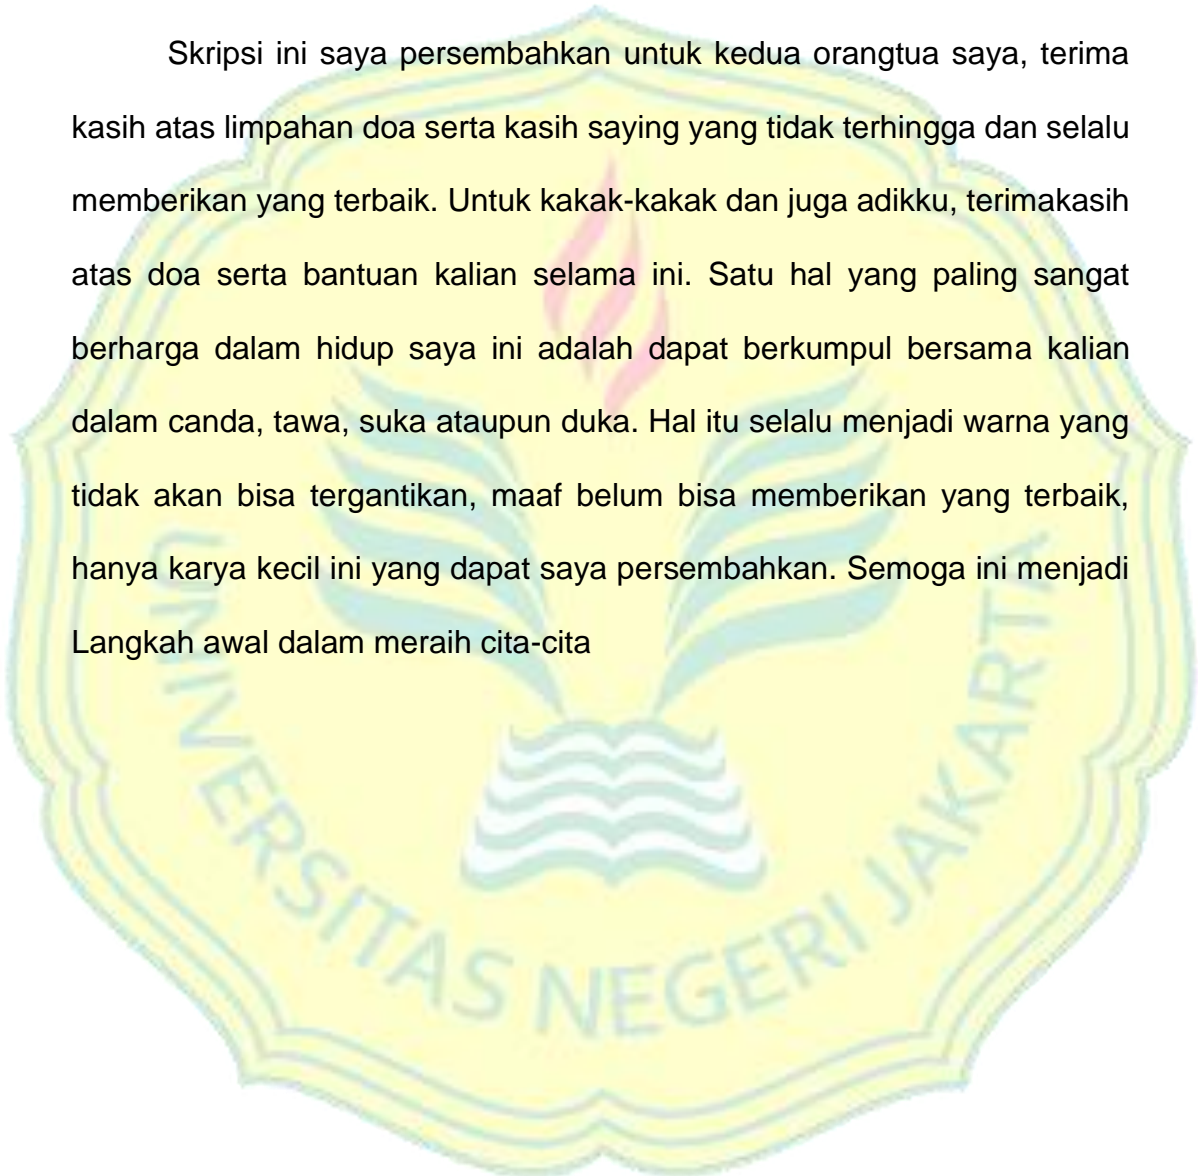 Skripsi ini saya persembahkan untuk kedua orangtua saya, terima
kasih atas limpahan doa serta kasih saying yang tidak terhingga dan selalu
memberikan yang terbaik. Untuk kakak-kakak dan juga adikku, terimakasih
atas doa serta bantuan kalian selama ini. Satu hal yang paling sangat
berharga dalam hidup saya ini adalah dapat berkumpul bersama kalian
dalam canda, tawa, suka ataupun duka. Hal itu selalu menjadi warna yang
tidak akan bisa tergantikan, maaf belum bisa memberikan yang terbaik,
hanya karya kecil ini yang dapat saya persembahkan. Semoga ini menjadi
Langkah awal dalam meraih cita-cita
UNIVERSITAS NEGERI JAKARTA